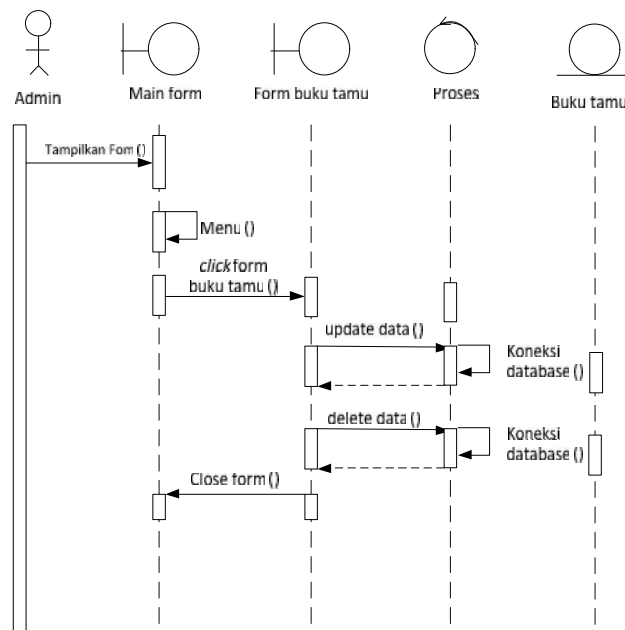 Admin
Main form
Form buku tamu
Proses
Buku tamu
Tampilkan Fom ()
Menu ()
click form
buku tamu ()
update data ()
Koneksi
database ()
delete data ()
Koneksi
database ()
Close form ()